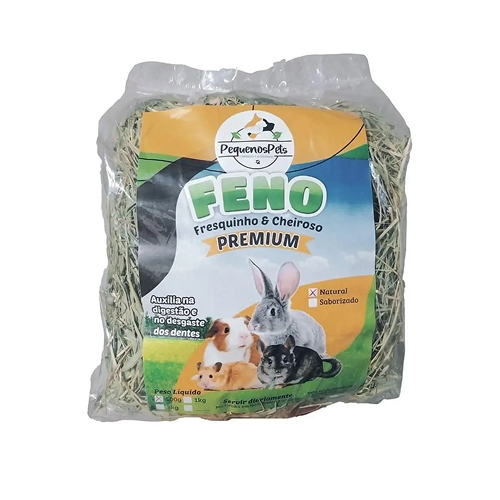 PequenosPets
FENO
Fresquinho & Cheiroso
PREMIUM
Natural
Saborizado
Auxilia na
digestão e
no desgaste
dos dentes
Peso Líquido
500g 1kg
Servir diariamente